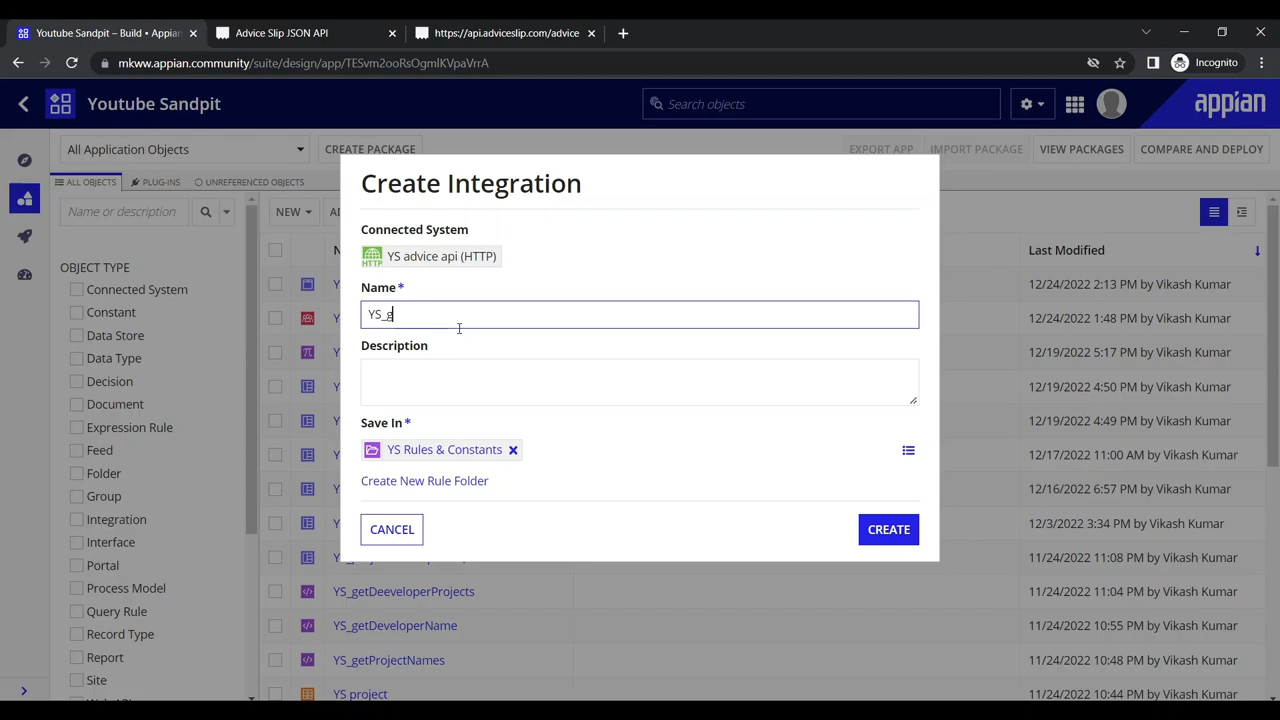 Youtube Sandpit – Build • Appian
Advice Slip JSON API
https://api.adviceslip.com/advice
mkww.appian.community/suite/design/app/TESvm2ooRsOgmIKVpaVrrA
Incognito
Youtube Sandpit
Search objects
appian
All Application Objects
CREATE PACKAGE
EXPORT APP
IMPORT PACKAGE
VIEW PACKAGES
COMPARE AND DEPLOY
ALL OBJECTS
PLUG-INS
UNREFERENCED OBJECTS
Name or description
NEW
OBJECT TYPE
Connected System
Constant
Data Store
Data Type
Decision
Document
Expression Rule
Feed
Folder
Group
Integration
Interface
Portal
Process Model
Query Rule
Record Type
Report
Site
Create Integration
Connected System
HTTP
YS advice api (HTTP)
Name*
YS_g
Description
Save In*
YS Rules & Constants
Create New Rule Folder
CANCEL
CREATE
Last Modified
12/24/2022 2:13 PM by Vikash Kumar
12/24/2022 1:48 PM by Vikash Kumar
12/19/2022 5:17 PM by Vikash Kumar
12/19/2022 4:50 PM by Vikash Kumar
12/19/2022 4:49 PM by Vikash Kumar
12/17/2022 11:00 AM by Vikash Kumar
12/16/2022 6:57 PM by Vikash Kumar
12/3/2022 3:34 PM by Vikash Kumar
11/24/2022 11:08 PM by Vikash Kumar
YS_getDeeveloperProjects
11/24/2022 11:04 PM by Vikash Kumar
YS_getDeveloperName
11/24/2022 10:55 PM by Vikash Kumar
YS_getProjectNames
11/24/2022 10:48 PM by Vikash Kumar
YS project
11/24/2022 10:44 PM by Vikash Kumar